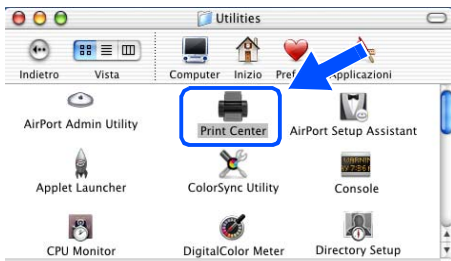 Utilities
Indietro Vista Computer Inizio Applicazioni
AirPort Admin Utility Print Center AirPort Setup Assistant
Applet Launcher ColorSync Utility Console
CPU Monitor DigitalColor Meter Directory Setup